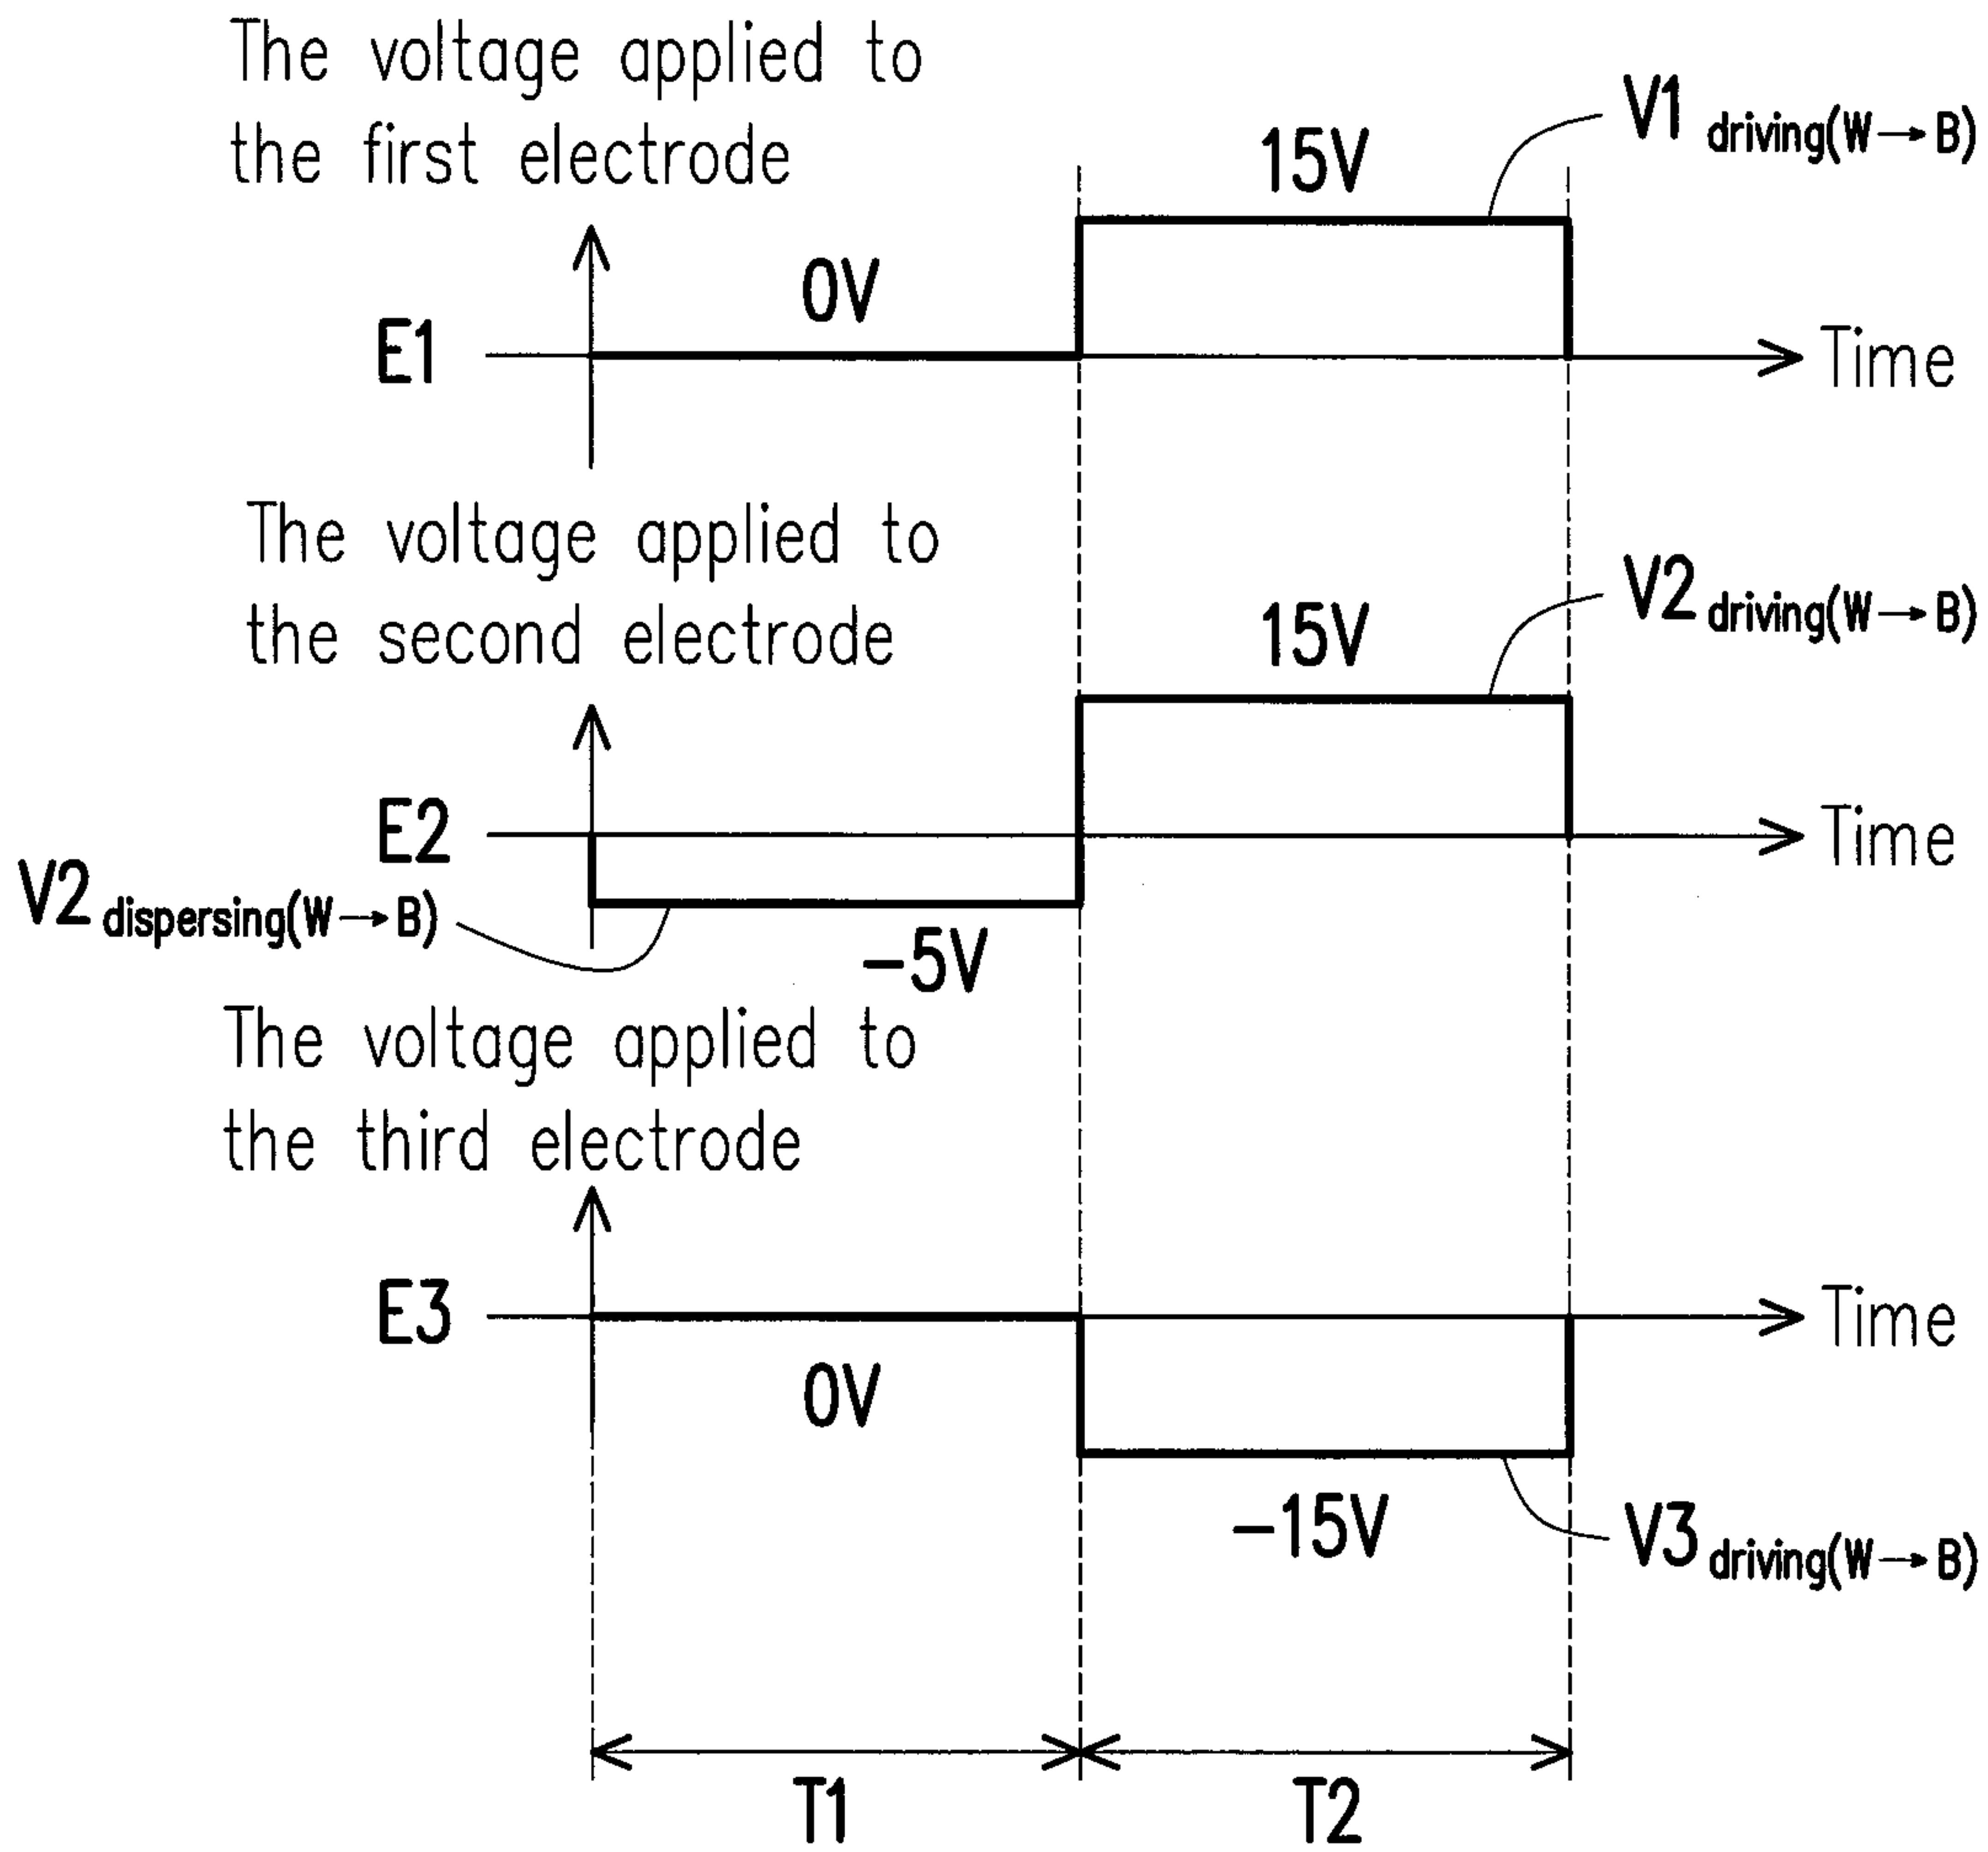 The voltage applied to
the first electrode
V1 driving(W→B)
15V
0V
E1
Time
The voltage applied to
the second electrode
V2 driving(W→B)
15V
E2
Time
V2 dispersing(W→B)
-5V
The voltage applied to
the third electrode
E3
Time
0V
-15V
V3 driving(W→B)
T1
T2